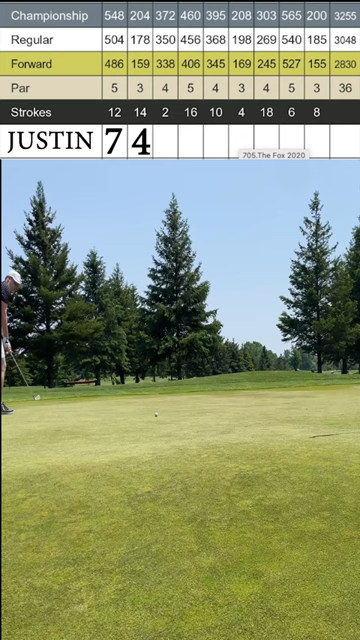 Championship 548 204 372 460 395 208 303 565 200 3255
Regular 504 178 350 456 368 198 269 540 185 3048
Forward 486 159 338 406 345 169 245 527 155 2830
Par 5 3 4 5 4 3 4 5 3 36
Strokes 12 14 2 16 10 4 18 6 8
JUSTIN 7 4
705.The Fox 2020